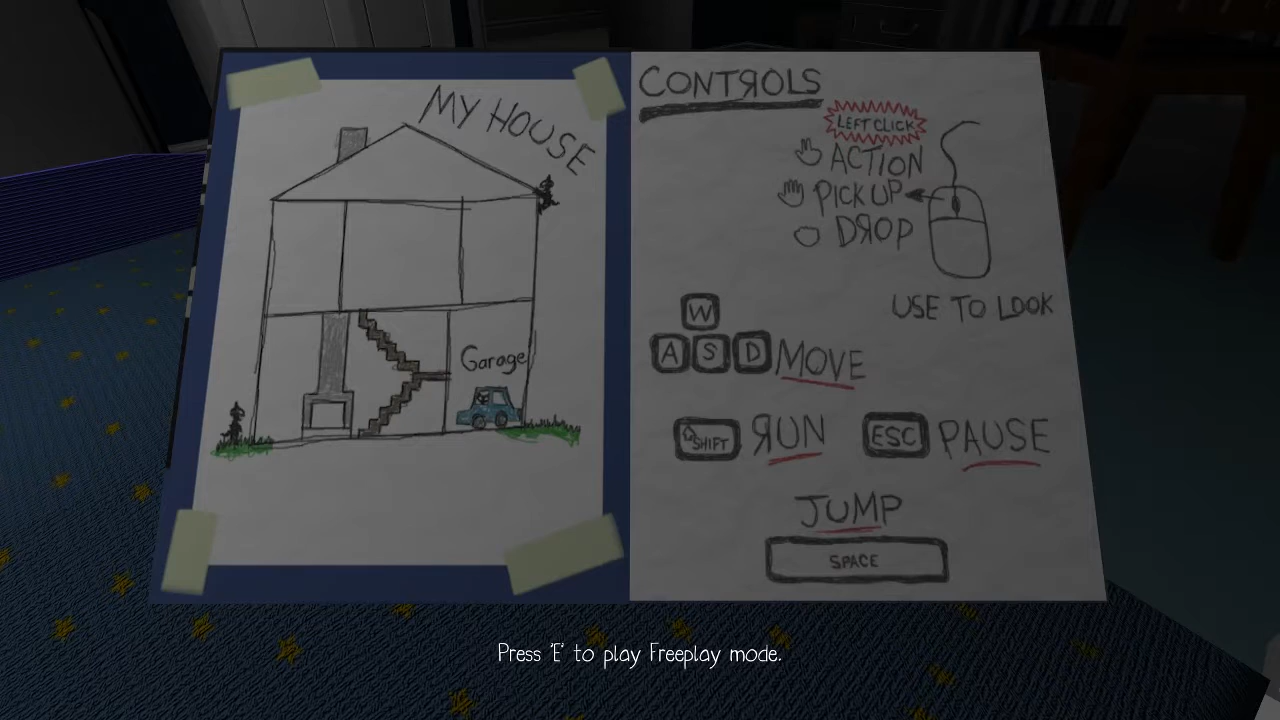 MY HOUSE
Garage
CONTROLS
LEFT CLICK
ACTION
PICK UP
DROP
USE TO LOOK
W
A S D MOVE
SHIFT RUN ESC PAUSE
JUMP
SPACE
Press 'E' to play Freeplay mode.